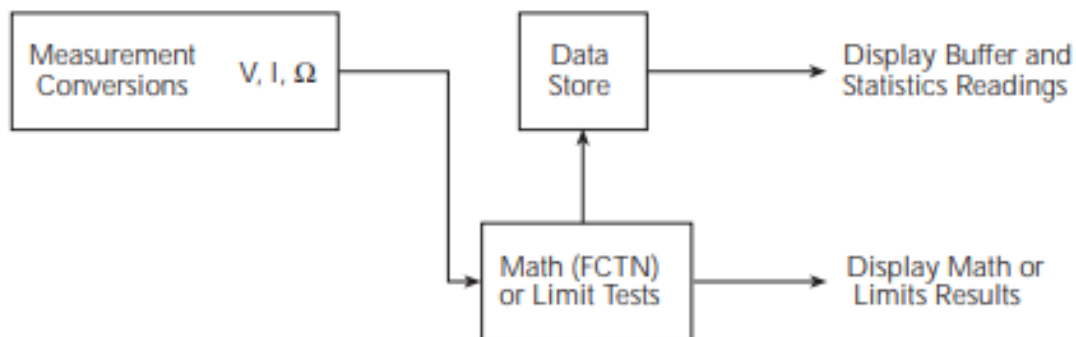 Measurement
Conversions
V, I, Ω
Data
Store
Display Buffer and
Statistics Readings
Math (FCTN)
or Limit Tests
Display Math or
Limits Results